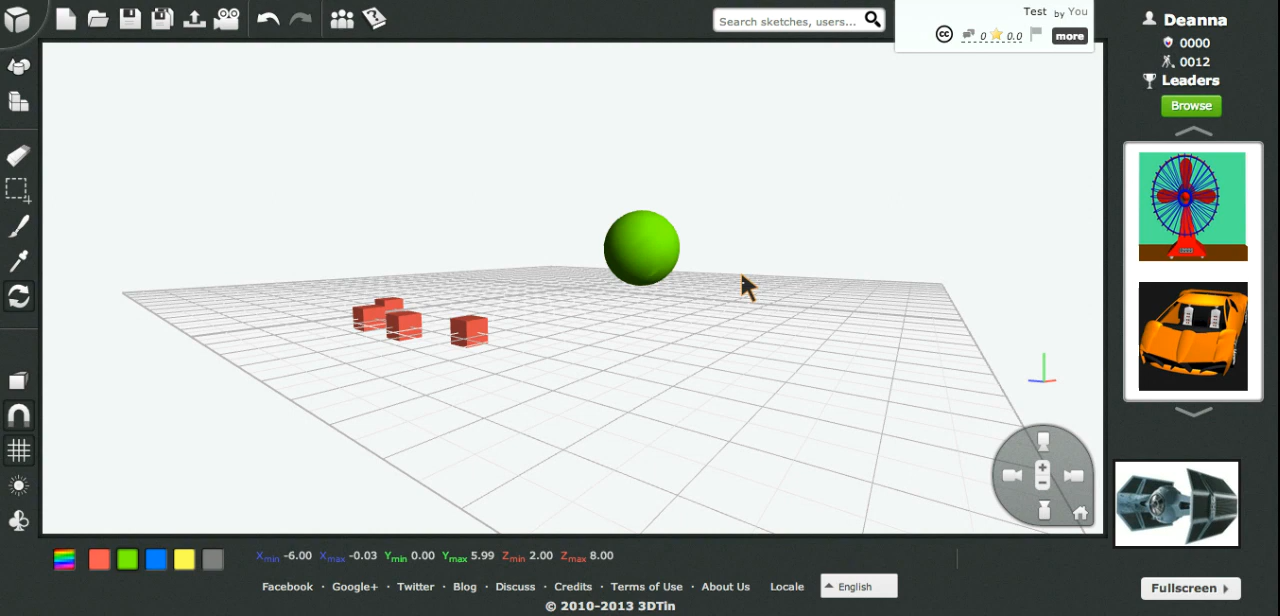 Search sketches, users...
Test by You
0 0.0
more
Deanna
0000
0012
Leaders
Browse
Xmin -6.00 Xmax -0.03 Ymin 0.00 Ymax 5.99 Zmin 2.00 Zmax 8.00
Facebook · Google+ · Twitter · Blog · Discuss · Credits · Terms of Use · About Us Locale English
Fullscreen
© 2010-2013 3DTin